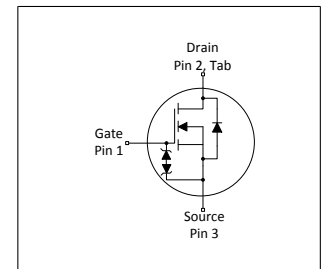 Drain
Pin 2, Tab
Gate
Pin 1
Source
Pin 3